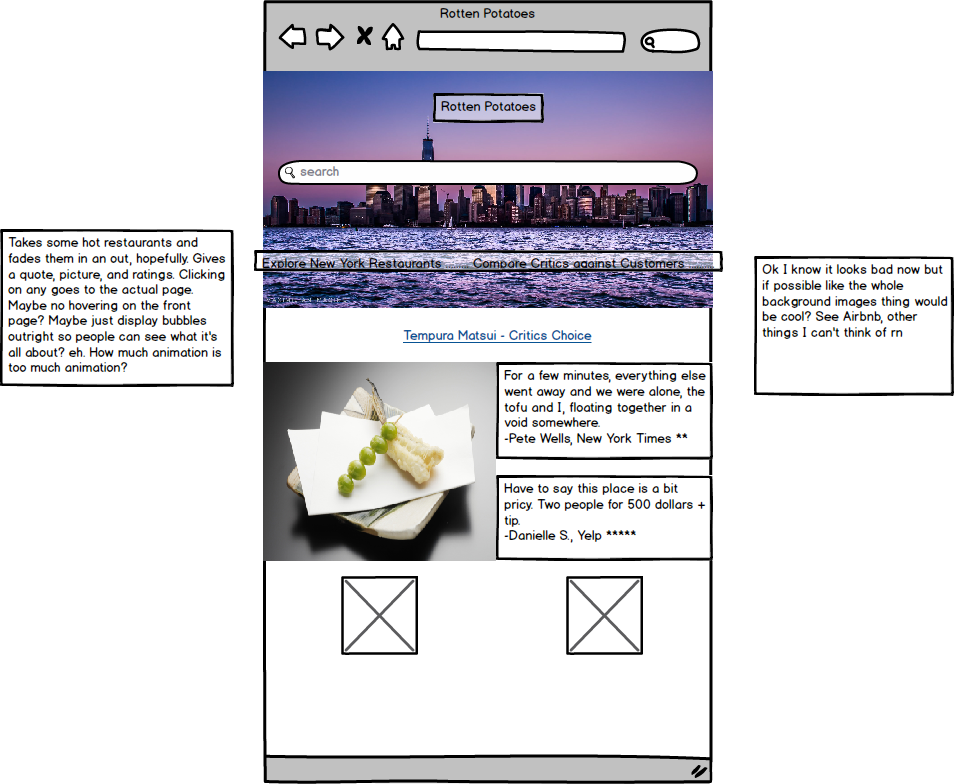 Rotten Potatoes
Rotten Potatoes
search
Explore New York Restaurants ........ Compare Critics against Customers ........
Takes some hot restaurants and
fades them in an out, hopefully. Gives
a quote, picture, and ratings. Clicking
on any goes to the actual page.
Maybe no hovering on the front
page? Maybe just display bubbles
outright so people can see what it's
all about? eh. How much animation is
too much animation?
Ok I know it looks bad now but
if possible like the whole
background images thing would
be cool? See Airbnb, other
things I can't think of rn
Tempura Matsui - Critics Choice
For a few minutes, everything else
went away and we were alone, the
tofu and I, floating together in a
void somewhere.
-Pete Wells, New York Times **
Have to say this place is a bit
pricy. Two people for 500 dollars +
tip.
-Danielle S., Yelp *****